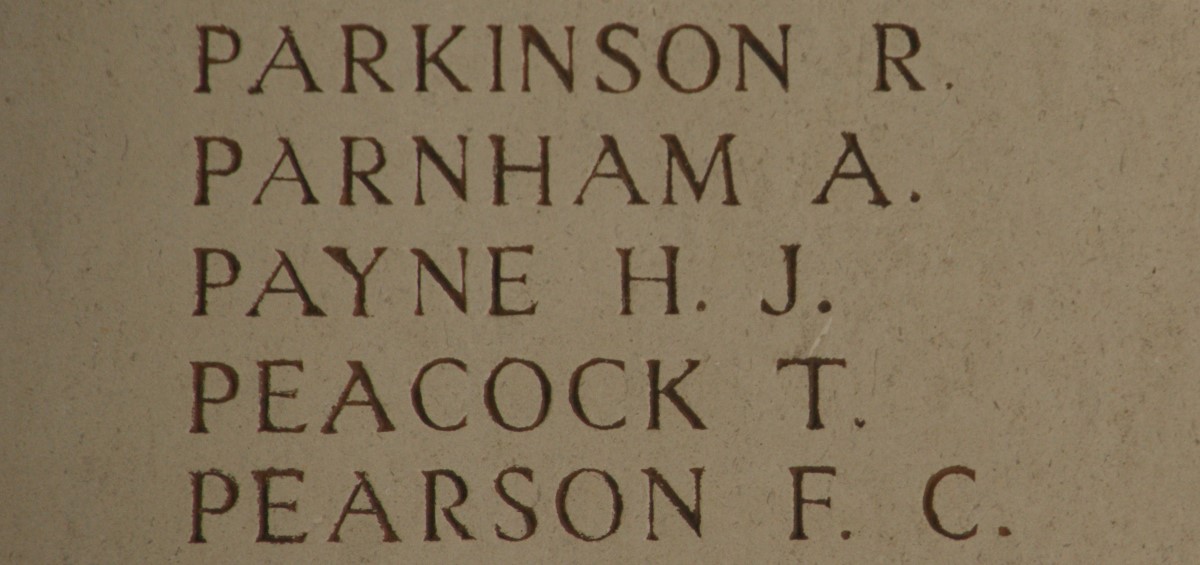 PARKINSON R.
PARNHAM A.
PAYNE H. J.
PEACOCK T.
PEARSON F. C.